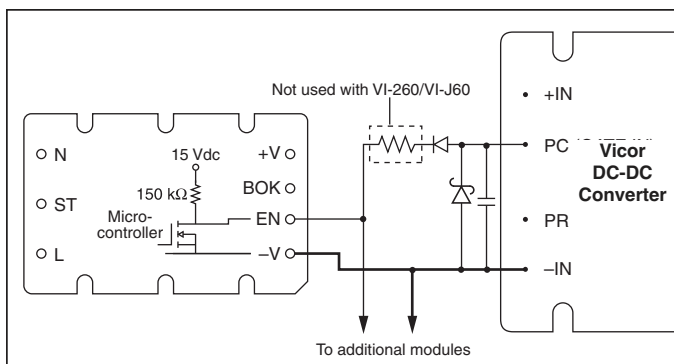 Not used with VI-260/VI-J60
N
ST
L
15 Vdc
150 kΩ
Micro-
controller
+V
BOK
EN
–V
+IN
PC
PR
–IN
Vicor
DC-DC
Converter
To additional modules